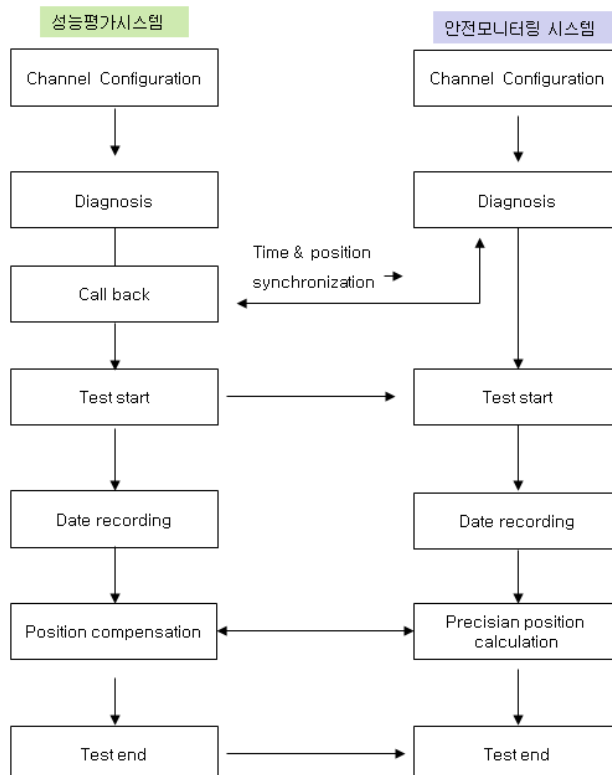 성능평가시스템
안전모니터링 시스템
Channel Configuration
Channel Configuration
Diagnosis
Diagnosis
Time & position
synchronization
Call back
Test start
Test start
Date recording
Date recording
Position compensation
Precisian position
calculation
Test end
Test end